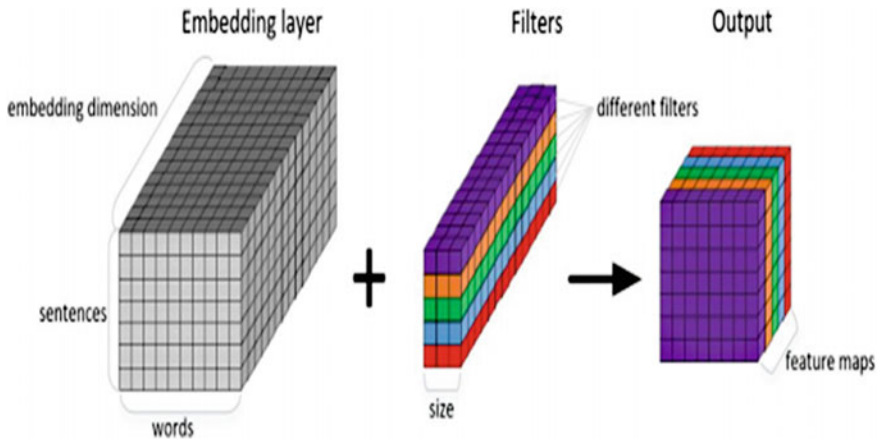 Embedding layer
Filters
Output
embedding dimension
different filters
sentences
feature maps
size
words